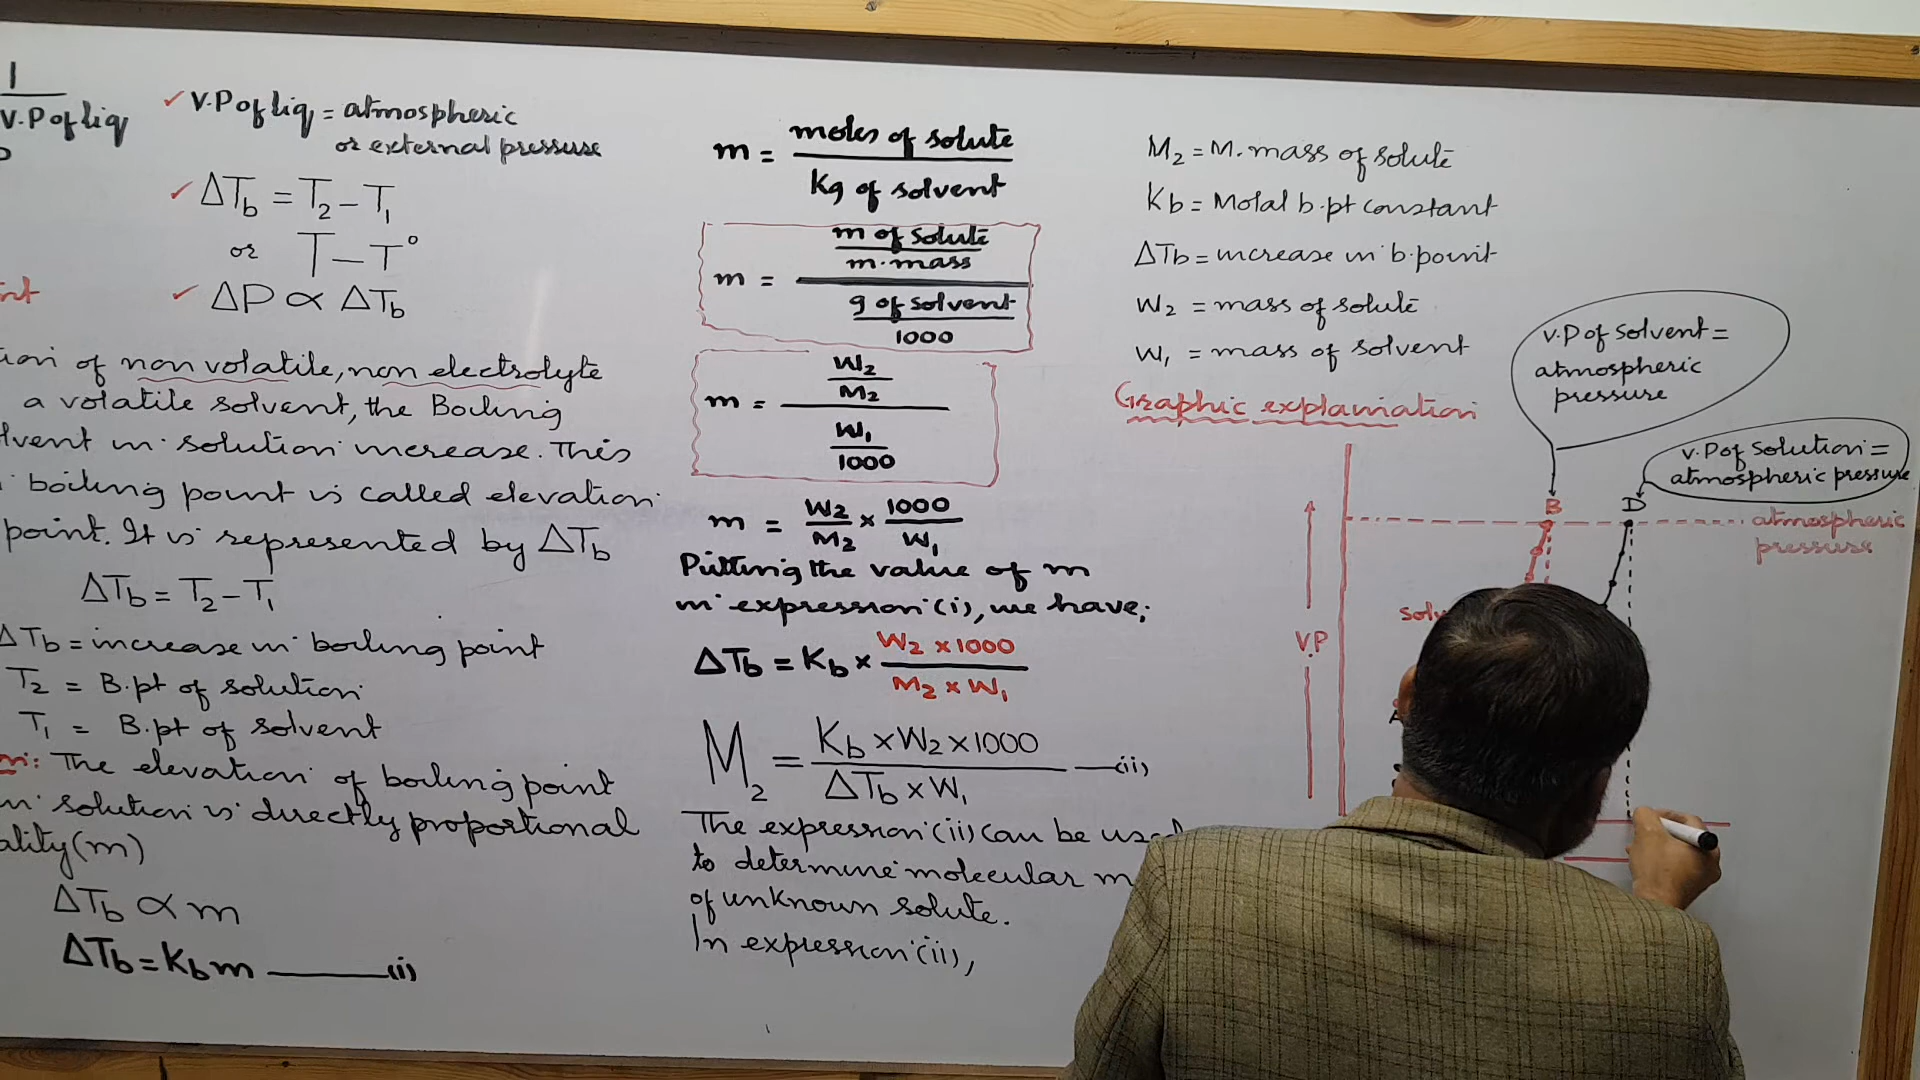 1
V.P of liq
✓ V.P of liq = atmospheric
or external pressure
✓ ΔTb = T2 - T1
or T - T°
✓ ΔP ∝ ΔTb
of non volatile, non electrolyte
a volatile solvent, the Boiling
in solution increase. This
boiling point is called elevation
point. It is represented by ΔTb
ΔTb = T2 - T1
ΔTb = increase in boiling point
T2 = B.pt of solution
T1 = B.pt of solvent
The elevation of boiling point
solution is directly proportional
(m)
ΔTb ∝ m
ΔTb = Kb m ——(i)
m = moles of solute / Kg of solvent
m = (m of solute / m.mass) / (g of solvent / 1000)
m = (W2 / M2) / (W1 / 1000)
m = W2/M2 × 1000/W1
Putting the value of m
in expression (i), we have;
ΔTb = Kb × W2 × 1000 / M2 × W1
M2 = Kb × W2 × 1000 / ΔTb × W1 —(ii)
The expression (ii) can be
to determine molecular
of unknown solute.
In expression (ii),
M2 = M.mass of solute
Kb = Molal b.pt constant
ΔTb = increase in b.point
W2 = mass of solute
W1 = mass of solvent
Graphic explaination
V.P of Solvent =
atmospheric
pressure
V.P of Solution =
atmospheric pressure
B D
atmospheric
pressure
V.P